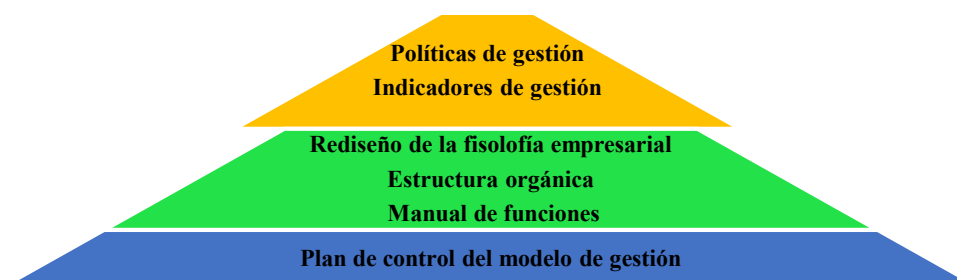 Políticas de gestión
Indicadores de gestión
Rediseño de la fisolofía empresarial
Estructura orgánica
Manual de funciones
Plan de control del modelo de gestión